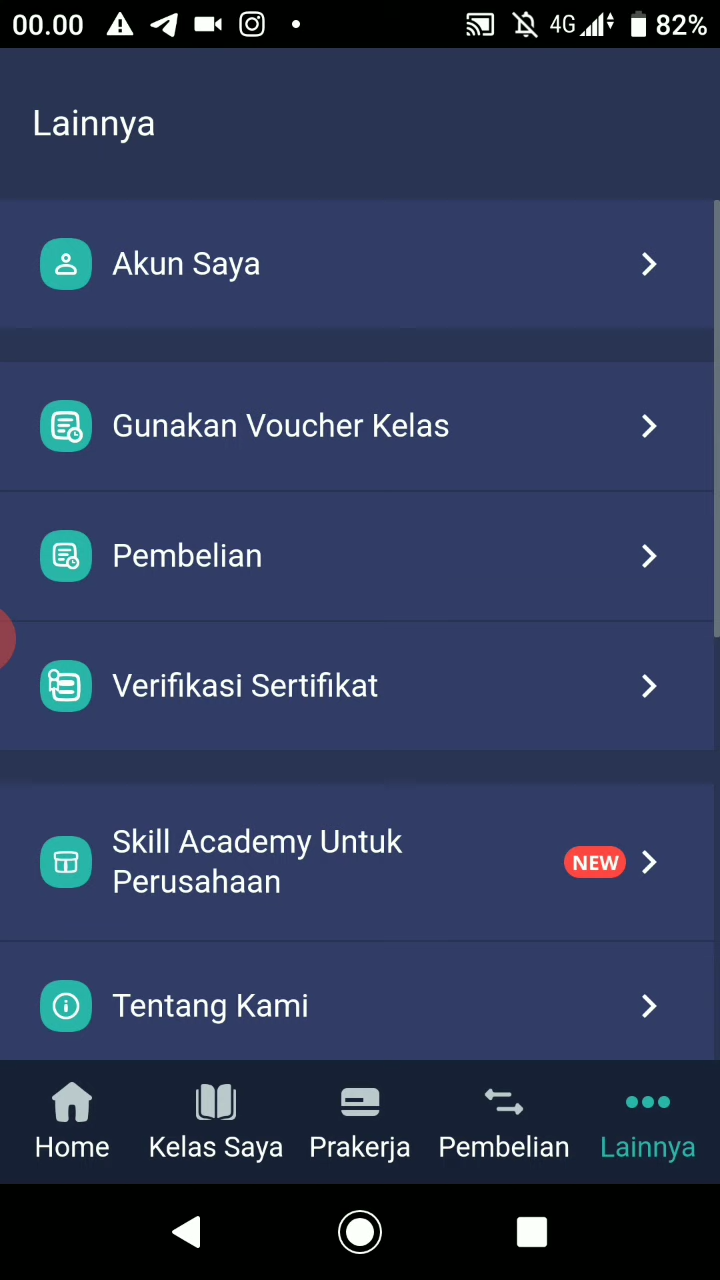 00.00 4G 82%
Lainnya
Akun Saya
Gunakan Voucher Kelas
Pembelian
Verifikasi Sertifikat
Skill Academy Untuk
Perusahaan
NEW
Tentang Kami
Home Kelas Saya Prakerja Pembelian Lainnya